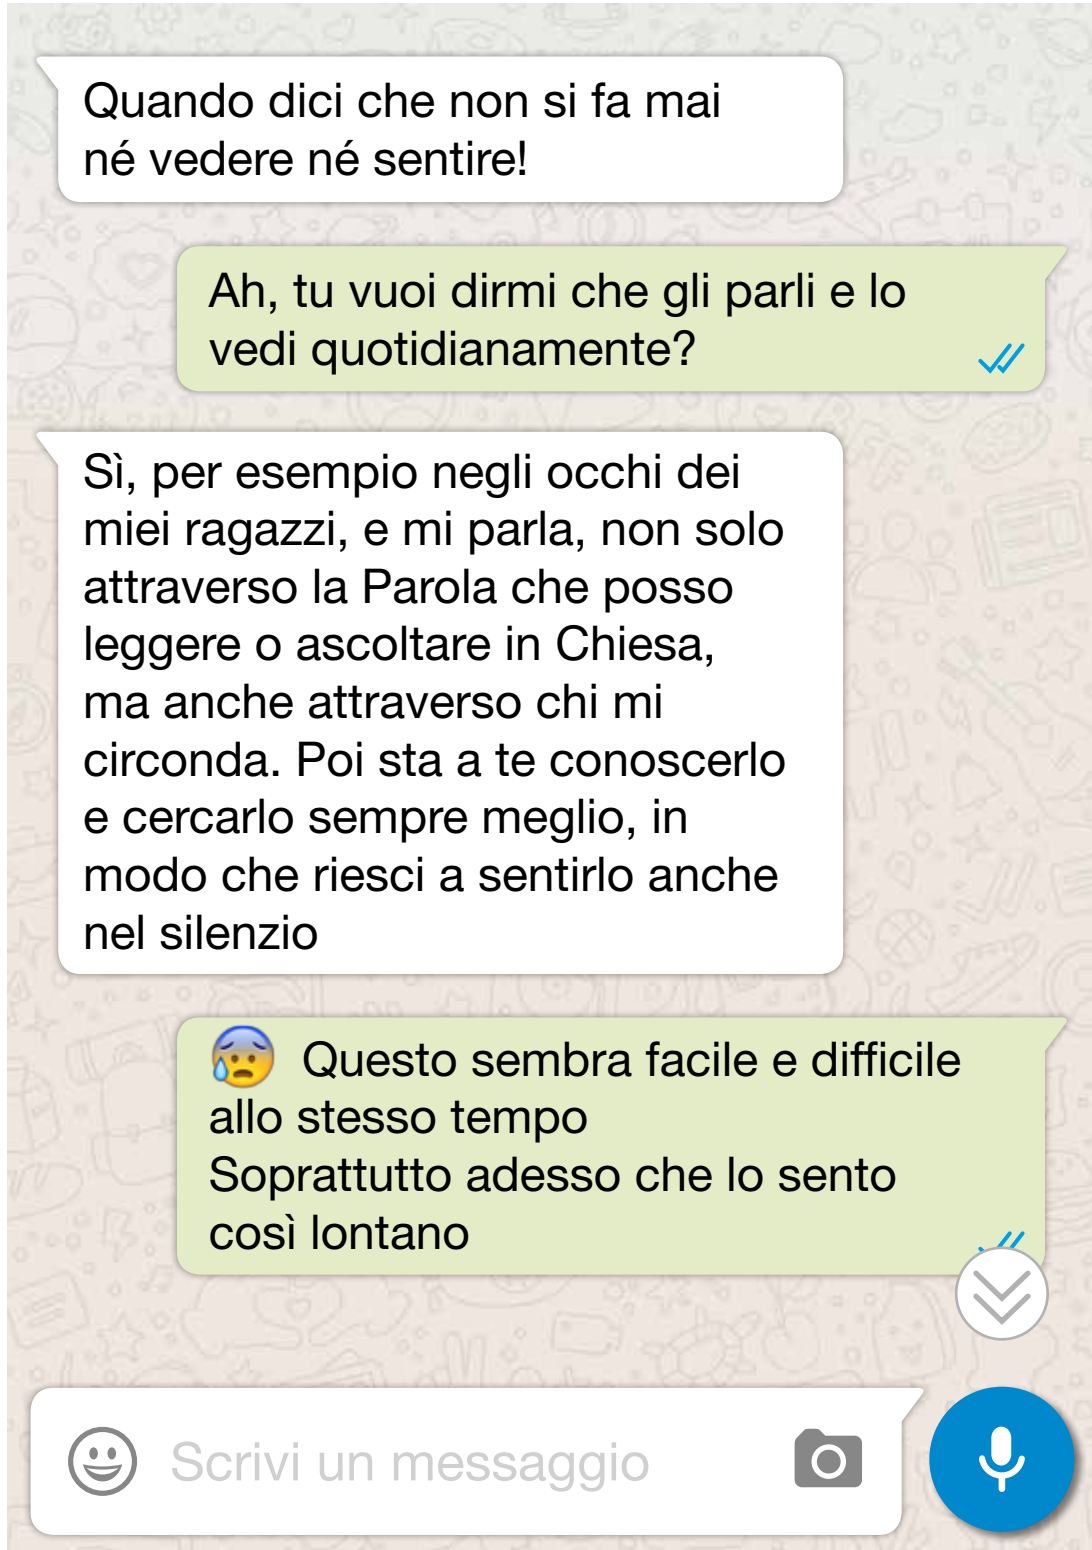 Quando dici che non si fa mai
né vedere né sentire!
Ah, tu vuoi dirmi che gli parli e lo
vedi quotidianamente?
Sì, per esempio negli occhi dei
miei ragazzi, e mi parla, non solo
attraverso la Parola che posso
leggere o ascoltare in Chiesa,
ma anche attraverso chi mi
circonda. Poi sta a te conoscerlo
e cercarlo sempre meglio, in
modo che riesci a sentirlo anche
nel silenzio
😰 Questo sembra facile e difficile
allo stesso tempo
Soprattutto adesso che lo sento
così lontano
Scrivi un messaggio